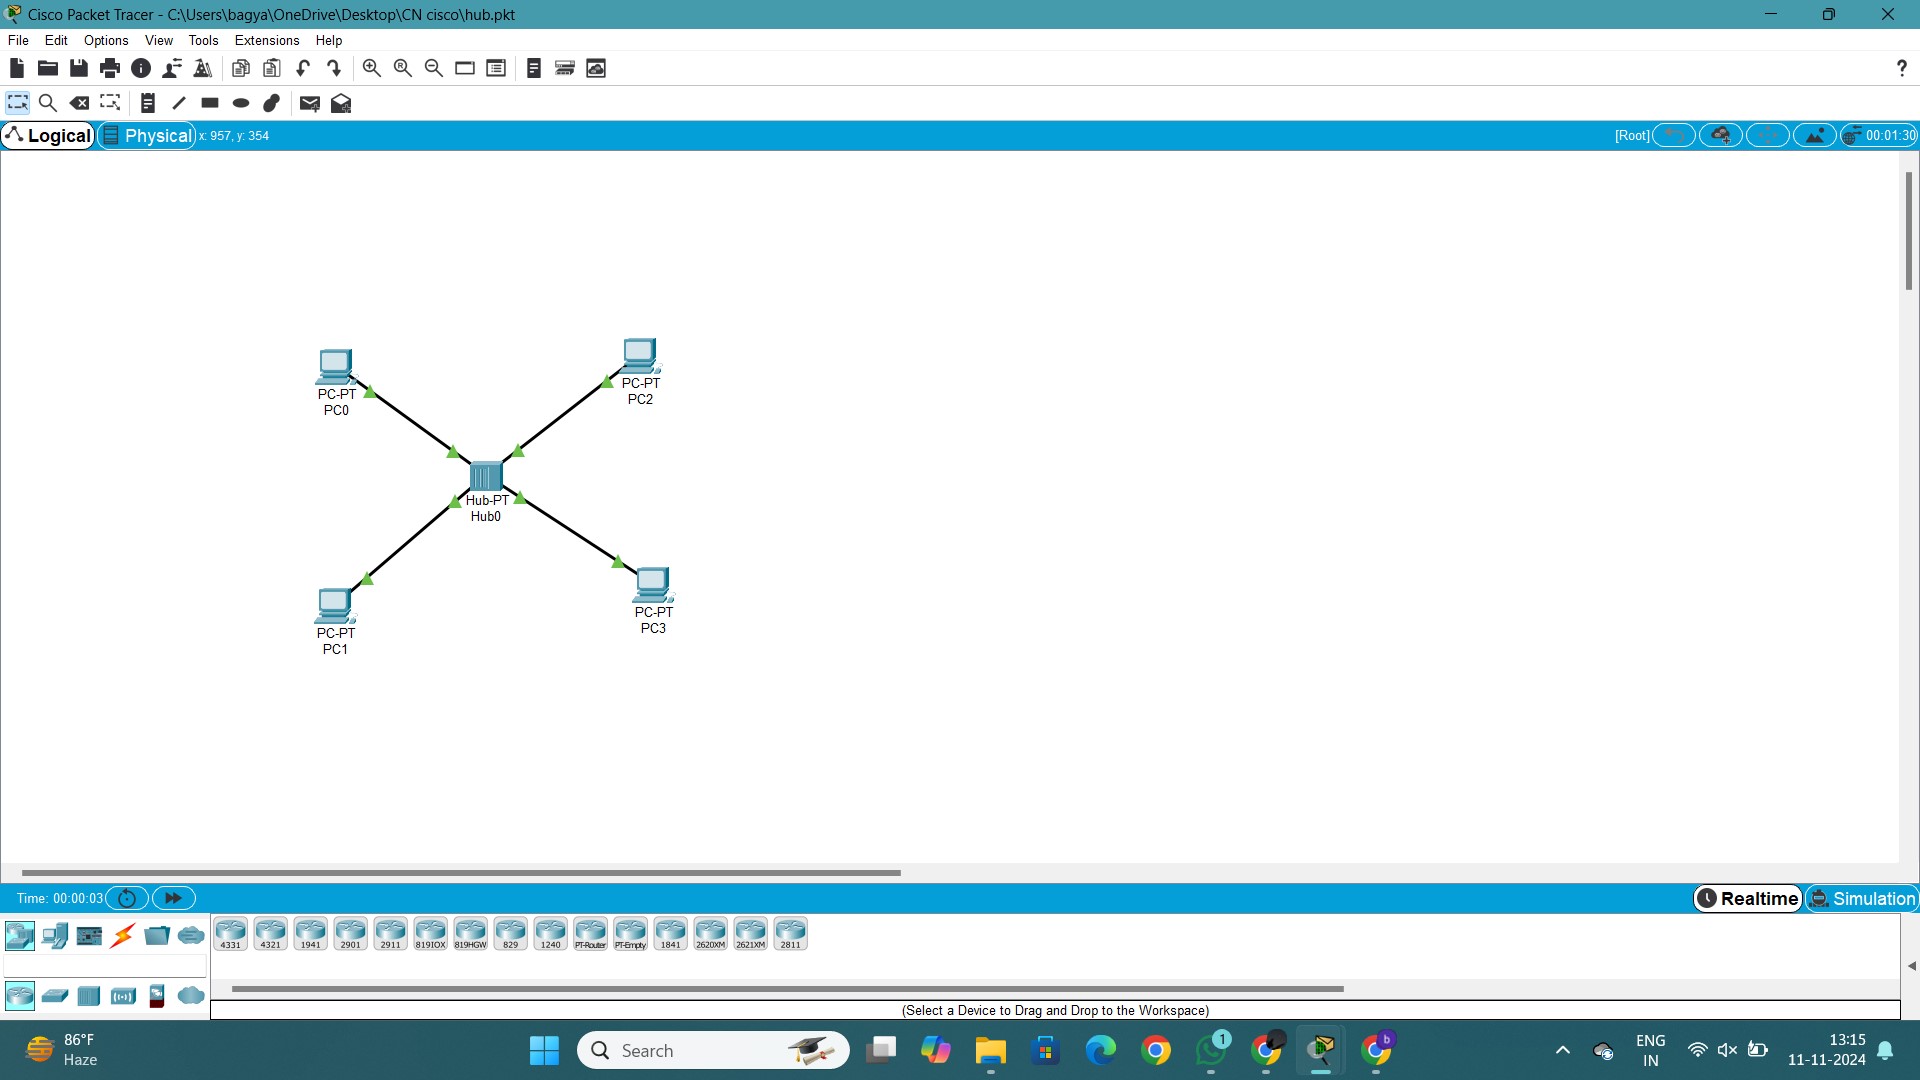 Cisco Packet Tracer - C:\Users\bagya\OneDrive\Desktop\CN cisco\hub.pkt
File Edit Options View Tools Extensions Help
?
Logical Physical x: 957, y: 354 [Root] 00:01:30
PC-PT
PC0
PC-PT
PC2
Hub-PT
Hub0
PC-PT
PC1
PC-PT
PC3
Time: 00:00:03 Realtime Simulation
4331 4321 1941 2901 2911 819IOX 819HGW 829 1240 PT-Router PT-Empty 1841 2620XM 2621XM 2811
(Select a Device to Drag and Drop to the Workspace)
86°F
Haze
Search
1
b
ENG
IN
13:15
11-11-2024